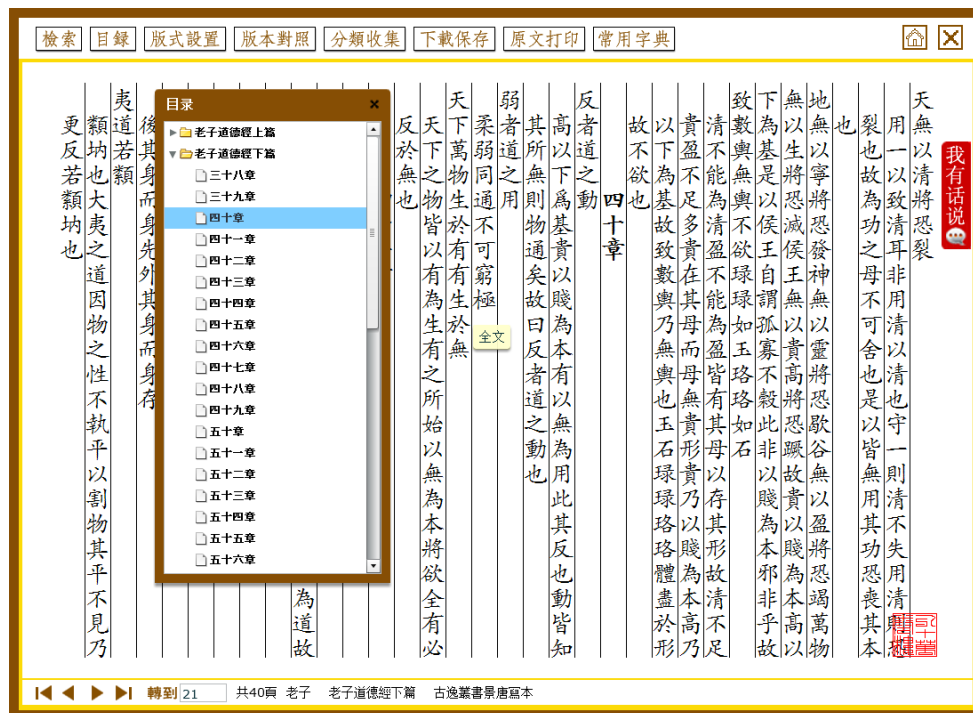 檢索 目録 版式設置 版本對照 分類收集 下載保存 原文打印 常用字典
天無以清將恐裂
用一以致清耳非用清以清也守一則清不失用清則恐
裂也故為功之母不可舍也是以皆無用其功恐喪其本
也
地無以寧將恐發神無以靈將恐歇谷無以盈將恐竭萬物
無以生將恐滅侯王無以貴高將恐蹶故貴以賤為本高以
下為基是以侯王自謂孤寡不穀此非以賤為本邪非乎故
致數輿無輿不欲琭琭如玉珞珞如石
清不能為清盈不能為盈皆有其母以存其形故清不足
貴盈不足多貴在其母而母無貴形貴乃以賤為本高乃
以下為基故致數輿乃無輿也玉石琭琭珞珞體盡於形
故不欲也
四十章
反者道之動
高以下爲基貴以賤為本有以無為用此其反也動皆知
其所無則物通矣故曰反者道之動也
弱者道之用
柔弱同通不可窮極
天下萬物生於有有生於無
天下之物皆以有為生有之所始以無為本將欲全有必
反於無也
為道故
後其身而身先外其身而身存
夷道若纇
纇坳也大夷之道因物之性不執平以割物其平不見乃
更反若纇坳也
目录
老子道德經上篇
老子道德經下篇
三十八章
三十九章
四十章
四十一章
四十二章
四十三章
四十四章
四十五章
四十六章
四十七章
四十八章
四十九章
五十章
五十一章
五十二章
五十三章
五十四章
五十五章
五十六章
全文
我有话说
轉到 21 共40頁 老子 老子道德經下篇 古逸叢書景唐寫本